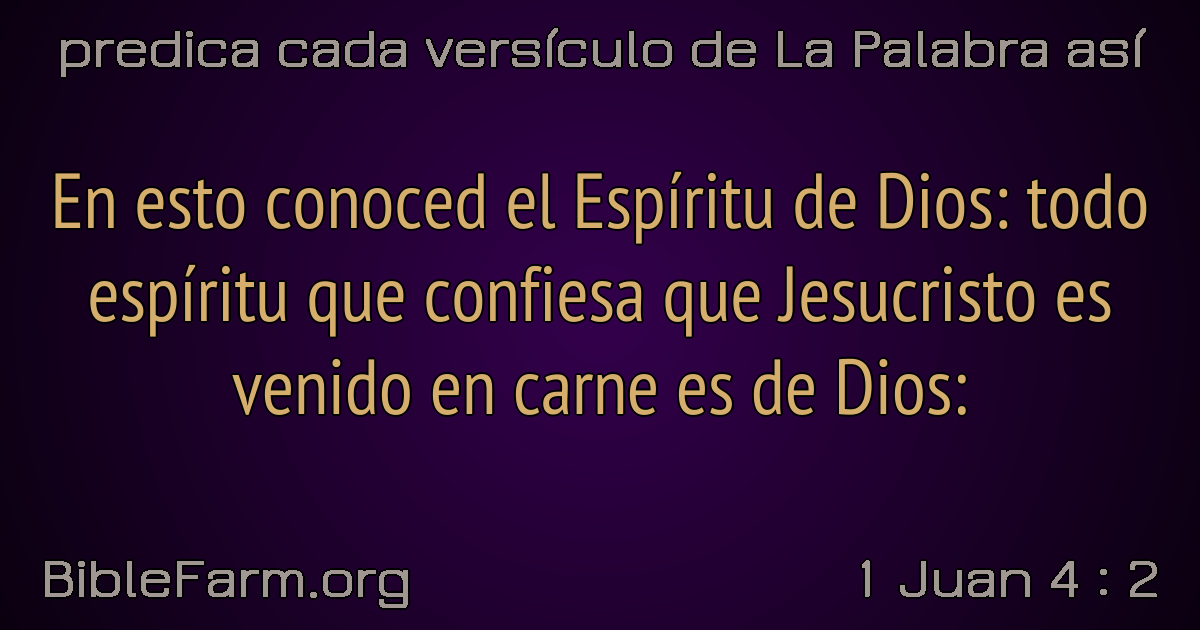 predica cada versículo de La Palabra así
En esto conoced el Espíritu de Dios: todo
espíritu que confiesa que Jesucristo es
venido en carne es de Dios:
BibleFarm.org
1 Juan 4 : 2